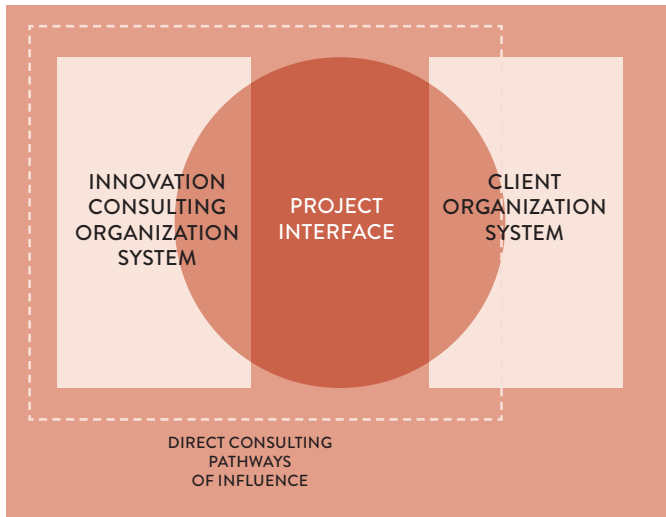 INNOVATION
CONSULTING
ORGANIZATION
SYSTEM
PROJECT
INTERFACE
CLIENT
ORGANIZATION
SYSTEM
DIRECT CONSULTING
PATHWAYS
OF INFLUENCE